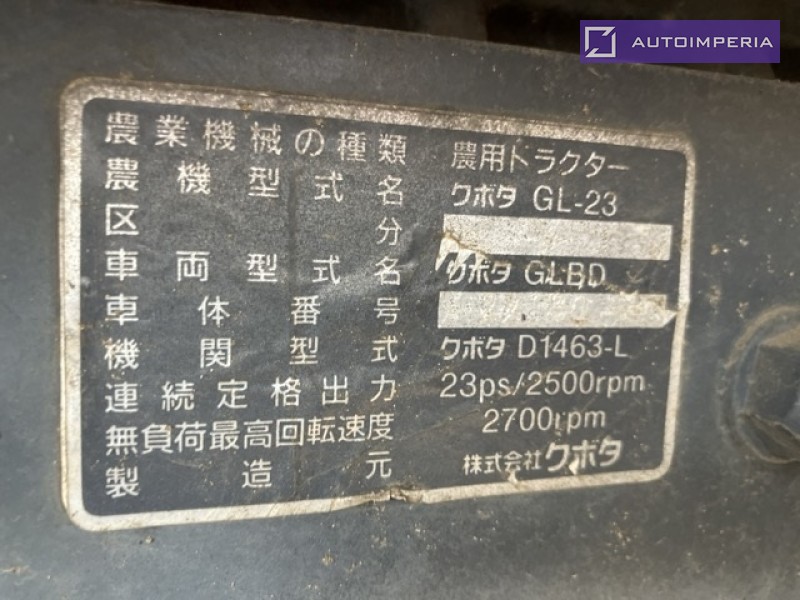 AUTOIMPERIA
農業機械の種類 農用トラクター
農機型式名 クボタ GL-23
区分
車両型式名 クボタ GLBD
車体番号
機関型式 クボタ D1463-L
連続定格出力 23ps/2500rpm
無負荷最高回転速度 2700rpm
製造元 株式会社クボタ